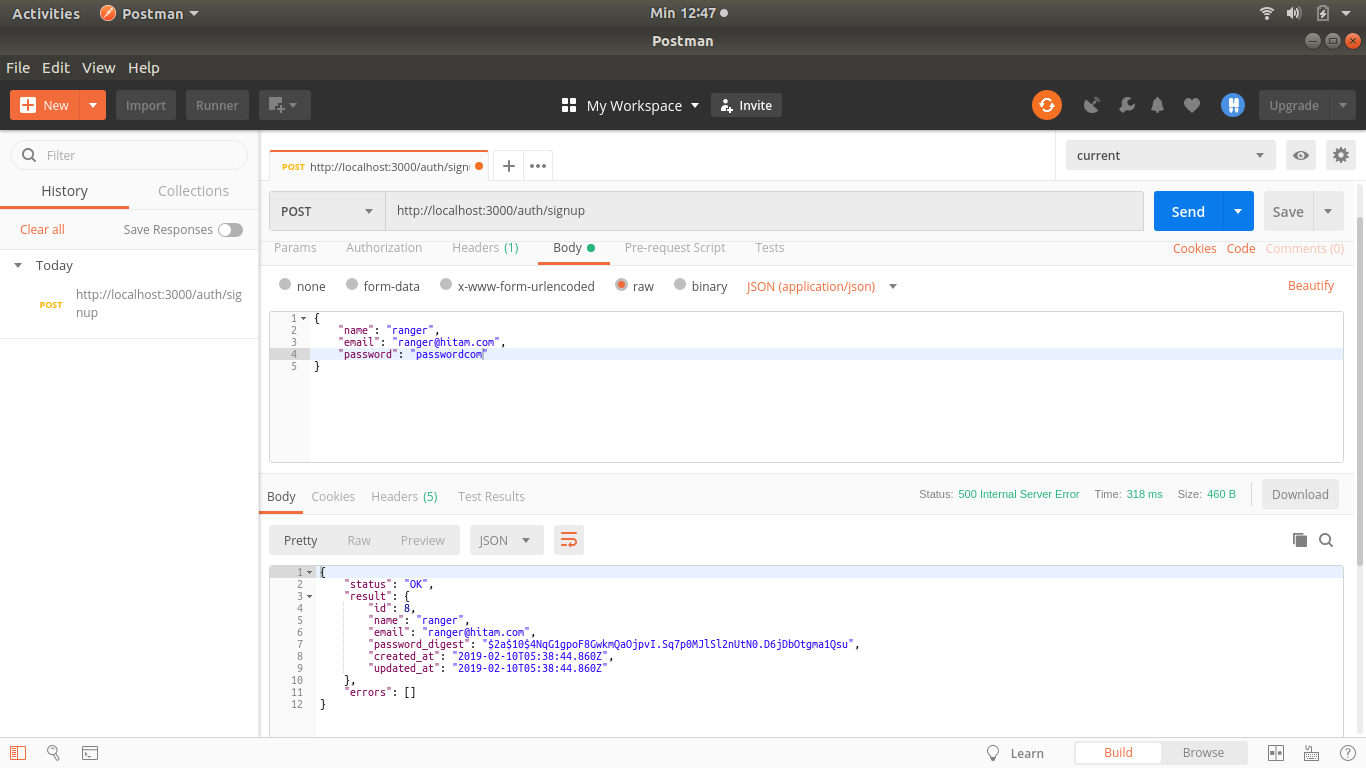 Activities Postman Min 12:47
Postman
File Edit View Help
New Import Runner My Workspace Invite Upgrade
Filter
History Collections
Clear all Save Responses
Today
POST http://localhost:3000/auth/sig
nup
POST http://localhost:3000/auth/sign
current
POST http://localhost:3000/auth/signup Send Save
Params Authorization Headers (1) Body Pre-request Script Tests Cookies Code Comments (0)
none form-data x-www-form-urlencoded raw binary JSON (application/json) Beautify
1 {
2 "name": "ranger",
3 "email": "ranger@hitam.com",
4 "password": "passwordcom"
5 }
Body Cookies Headers (5) Test Results Status: 500 Internal Server Error Time: 318 ms Size: 460 B Download
Pretty Raw Preview JSON
1 {
2 "status": "OK",
3 "result": {
4 "id": 8,
5 "name": "ranger",
6 "email": "ranger@hitam.com",
7 "password_digest": "$2a$10$4NqG1gpoF8GwkmQaOjpvI.Sq7p0MJlSl2nUtN0.D6jDbOtgma1Qsu",
8 "created_at": "2019-02-10T05:38:44.860Z",
9 "updated_at": "2019-02-10T05:38:44.860Z"
10 },
11 "errors": []
12 }
Learn Build Browse